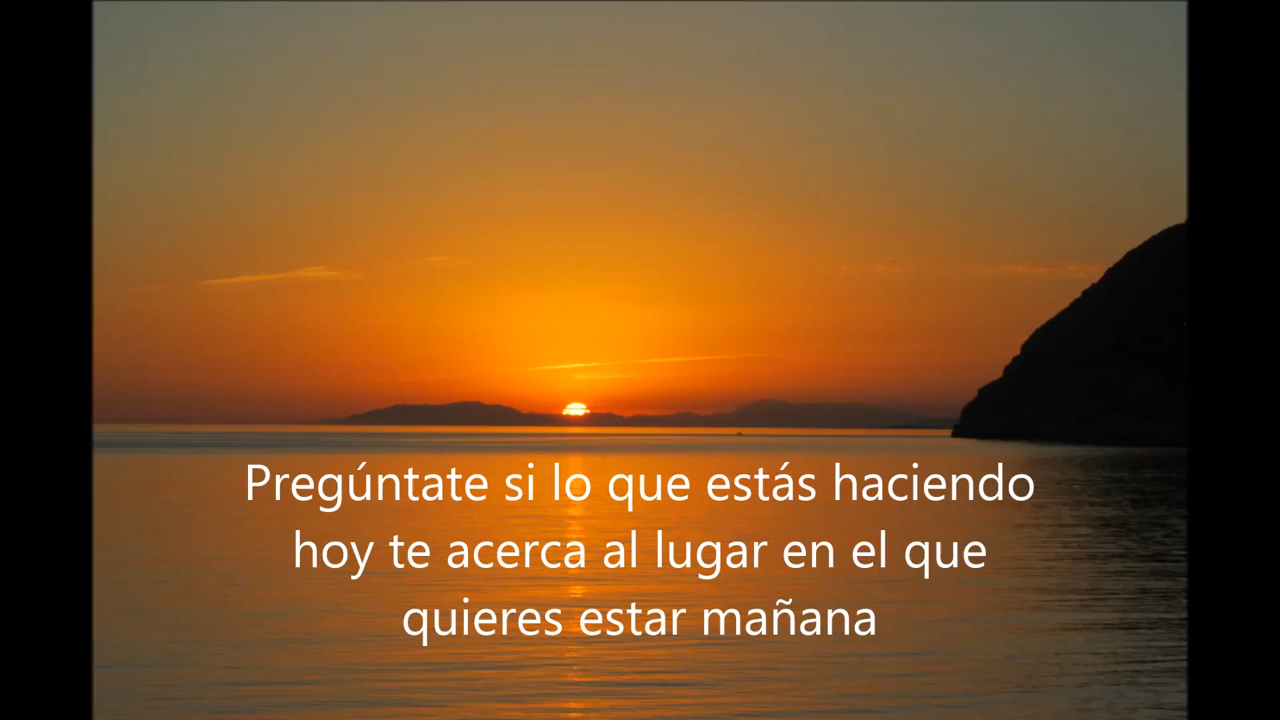 Pregúntate si lo que estás haciendo
hoy te acerca al lugar en el que
quieres estar mañana